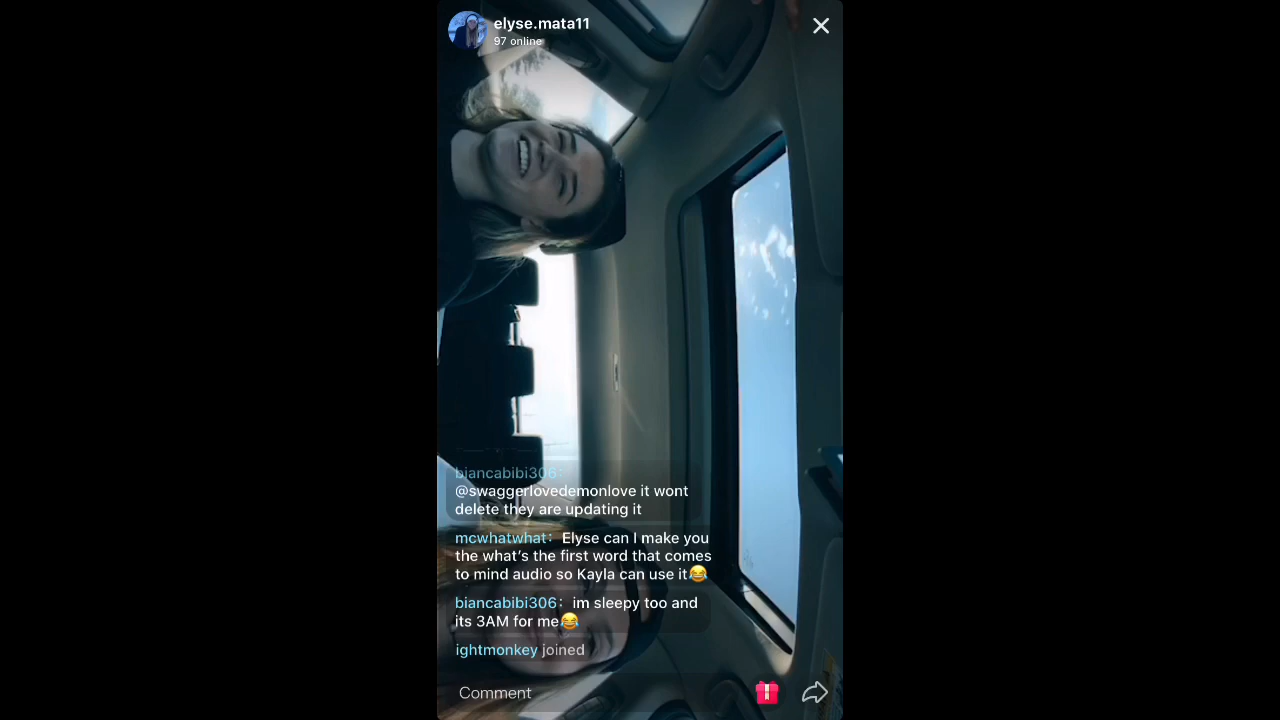 elyse.mata11
97 online
biancabibi306:
@swaggerlovedemonlove it wont
delete they are updating it
mcwhatwhat: Elyse can I make you
the what's the first word that comes
to mind audio so Kayla can use it😂
biancabibi306: im sleepy too and
its 3AM for me😂
ightmonkey joined
Comment